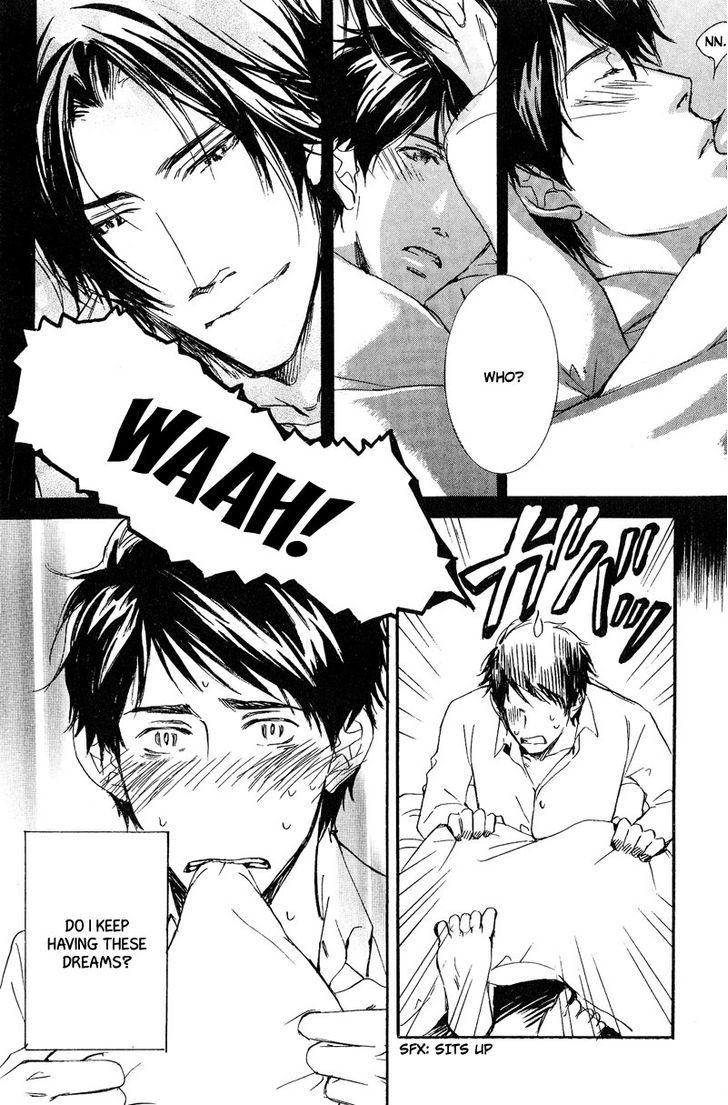 NN.
WHO?
WAAH!
ガバッ
SFX: SITS UP
DO I KEEP
HAVING THESE
DREAMS?